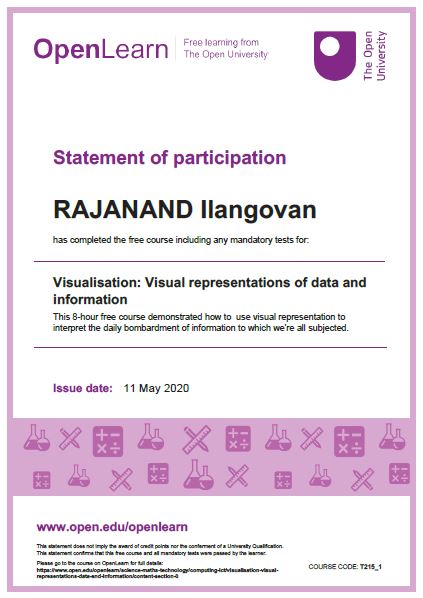 OpenLearn
Free learning from
The Open University
The Open
University
Statement of participation
RAJANAND Ilangovan
has completed the free course including any mandatory tests for:
Visualisation: Visual representations of data and
information
This 8-hour free course demonstrated how to use visual representation to
interpret the daily bombardment of information to which we're all subjected.
Issue date: 11 May 2020
www.open.edu/openlearn
This statement does not imply the award of credit points nor the conferment of a University Qualification.
This statement confirms that this free course and all mandatory tests were passed by the learner.
Please go to the course on OpenLearn for full details:
https://www.open.edu/openlearn/science-maths-technology/computing-ict/visualisation-visual-
representations-data-and-information/content-section-0
COURSE CODE: T215_1